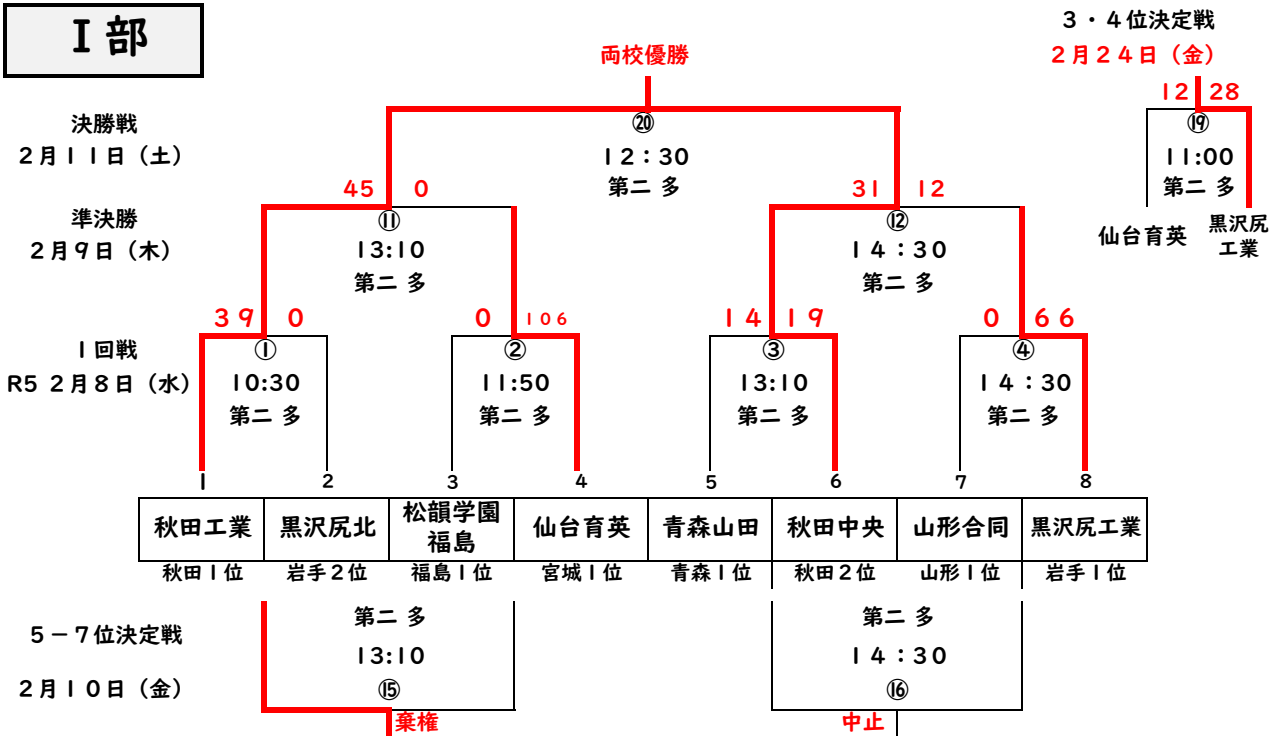 Ⅰ部
両校優勝
3・4位決定戦
2月24日（金）
12 28
⑲
11:00
第二 多
仙台育英
黒沢尻
工業
決勝戦
2月11日（土）
⑳
12：30
第二 多
準決勝
2月9日（木）
45 0
⑪
13:10
第二 多
31 12
⑫
14：30
第二 多
1回戦
R5 2月8日（水）
39 0
①
10:30
第二 多
0 106
②
11:50
第二 多
14 19
③
13:10
第二 多
0 66
④
14：30
第二 多
1 2 3 4 5 6 7 8
秋田工業 黒沢尻北 松韻学園 仙台育英 青森山田 秋田中央 山形合同 黒沢尻工業
福島
秋田1位 岩手2位 福島1位 宮城1位 青森1位 秋田2位 山形1位 岩手1位
5－7位決定戦
2月10日（金）
第二 多
13:10
⑮
棄権
第二 多
14：30
⑯
中止